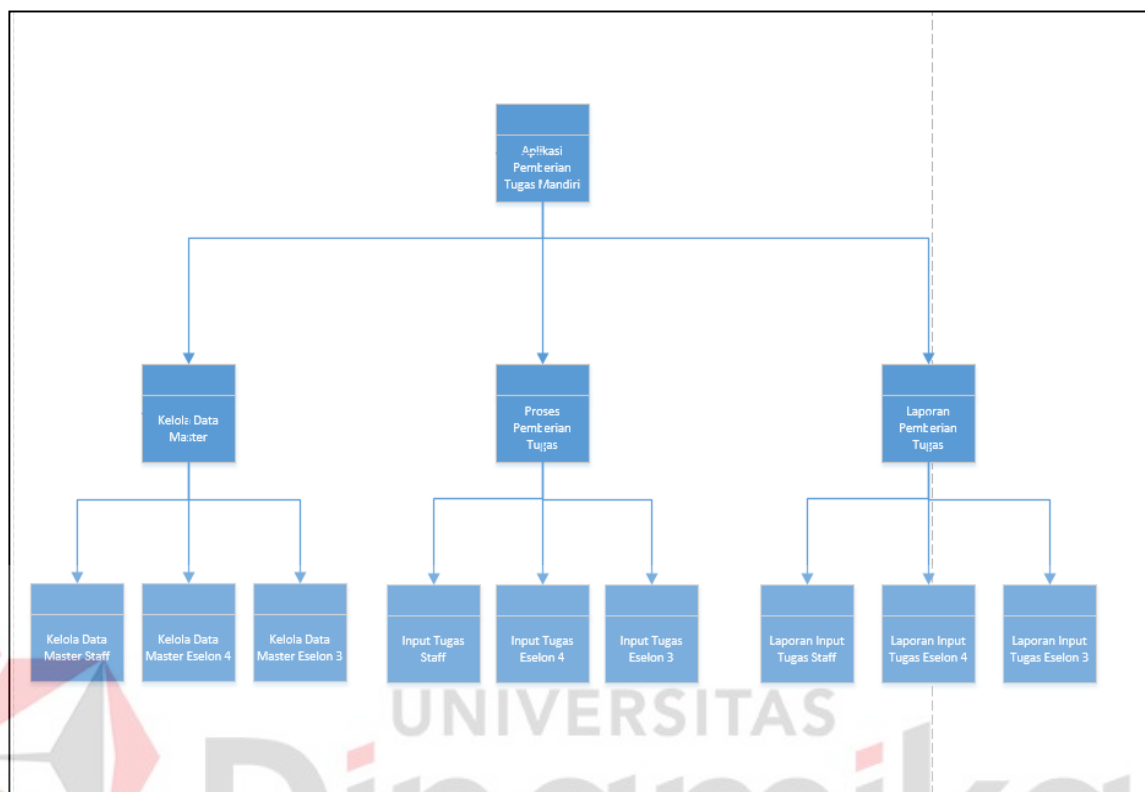 Aplikasi
Pemberian
Tugas Mandiri
Kelola Data
Master
Proses
Pemberian
Tugas
Laporan
Pemberian
Tugas
Kelola Data
Master Staff
Kelola Data
Master Eselon 4
Kelola Data
Master Eselon 3
Input Tugas
Staff
Input Tugas
Eselon 4
Input Tugas
Eselon 3
Laporan Input
Tugas Staff
Laporan Input
Tugas Eselon 4
Laporan Input
Tugas Eselon 3
UNIVERSITAS
Dinamika